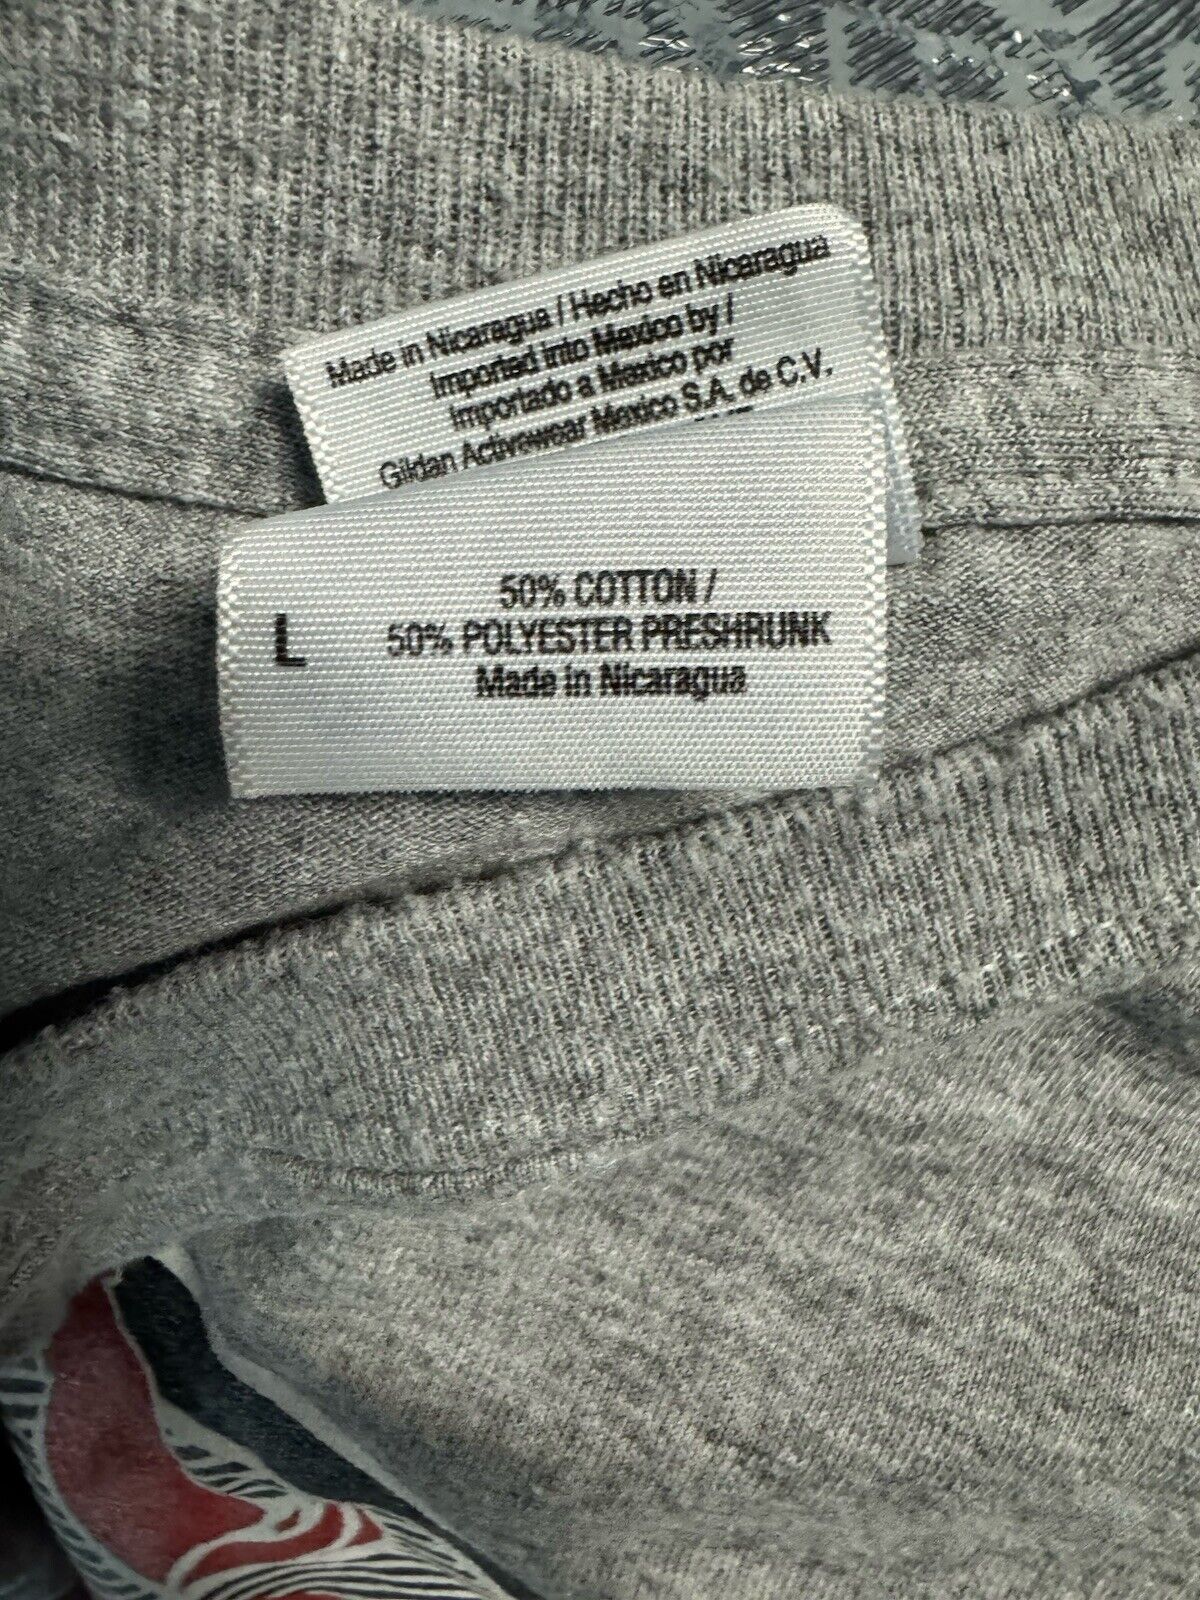 Made in Nicaragua / Hecho en Nicaragua
Imported into Mexico by /
Importado a Mexico por
Gildan Activewear Mexico S.A. de C.V.
L
50% COTTON /
50% POLYESTER PRESHRUNK
Made in Nicaragua